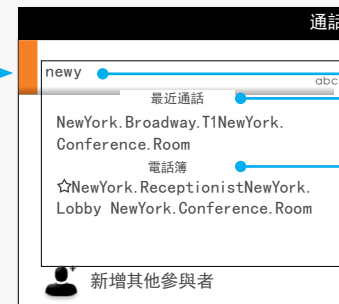 通話
newy
abc
最近通話
NewYork.Broadway.T1NewYork.
Conference.Room
電話簿
☆NewYork.ReceptionistNewYork.
Lobby NewYork.Conference.Room
新增其他參與者